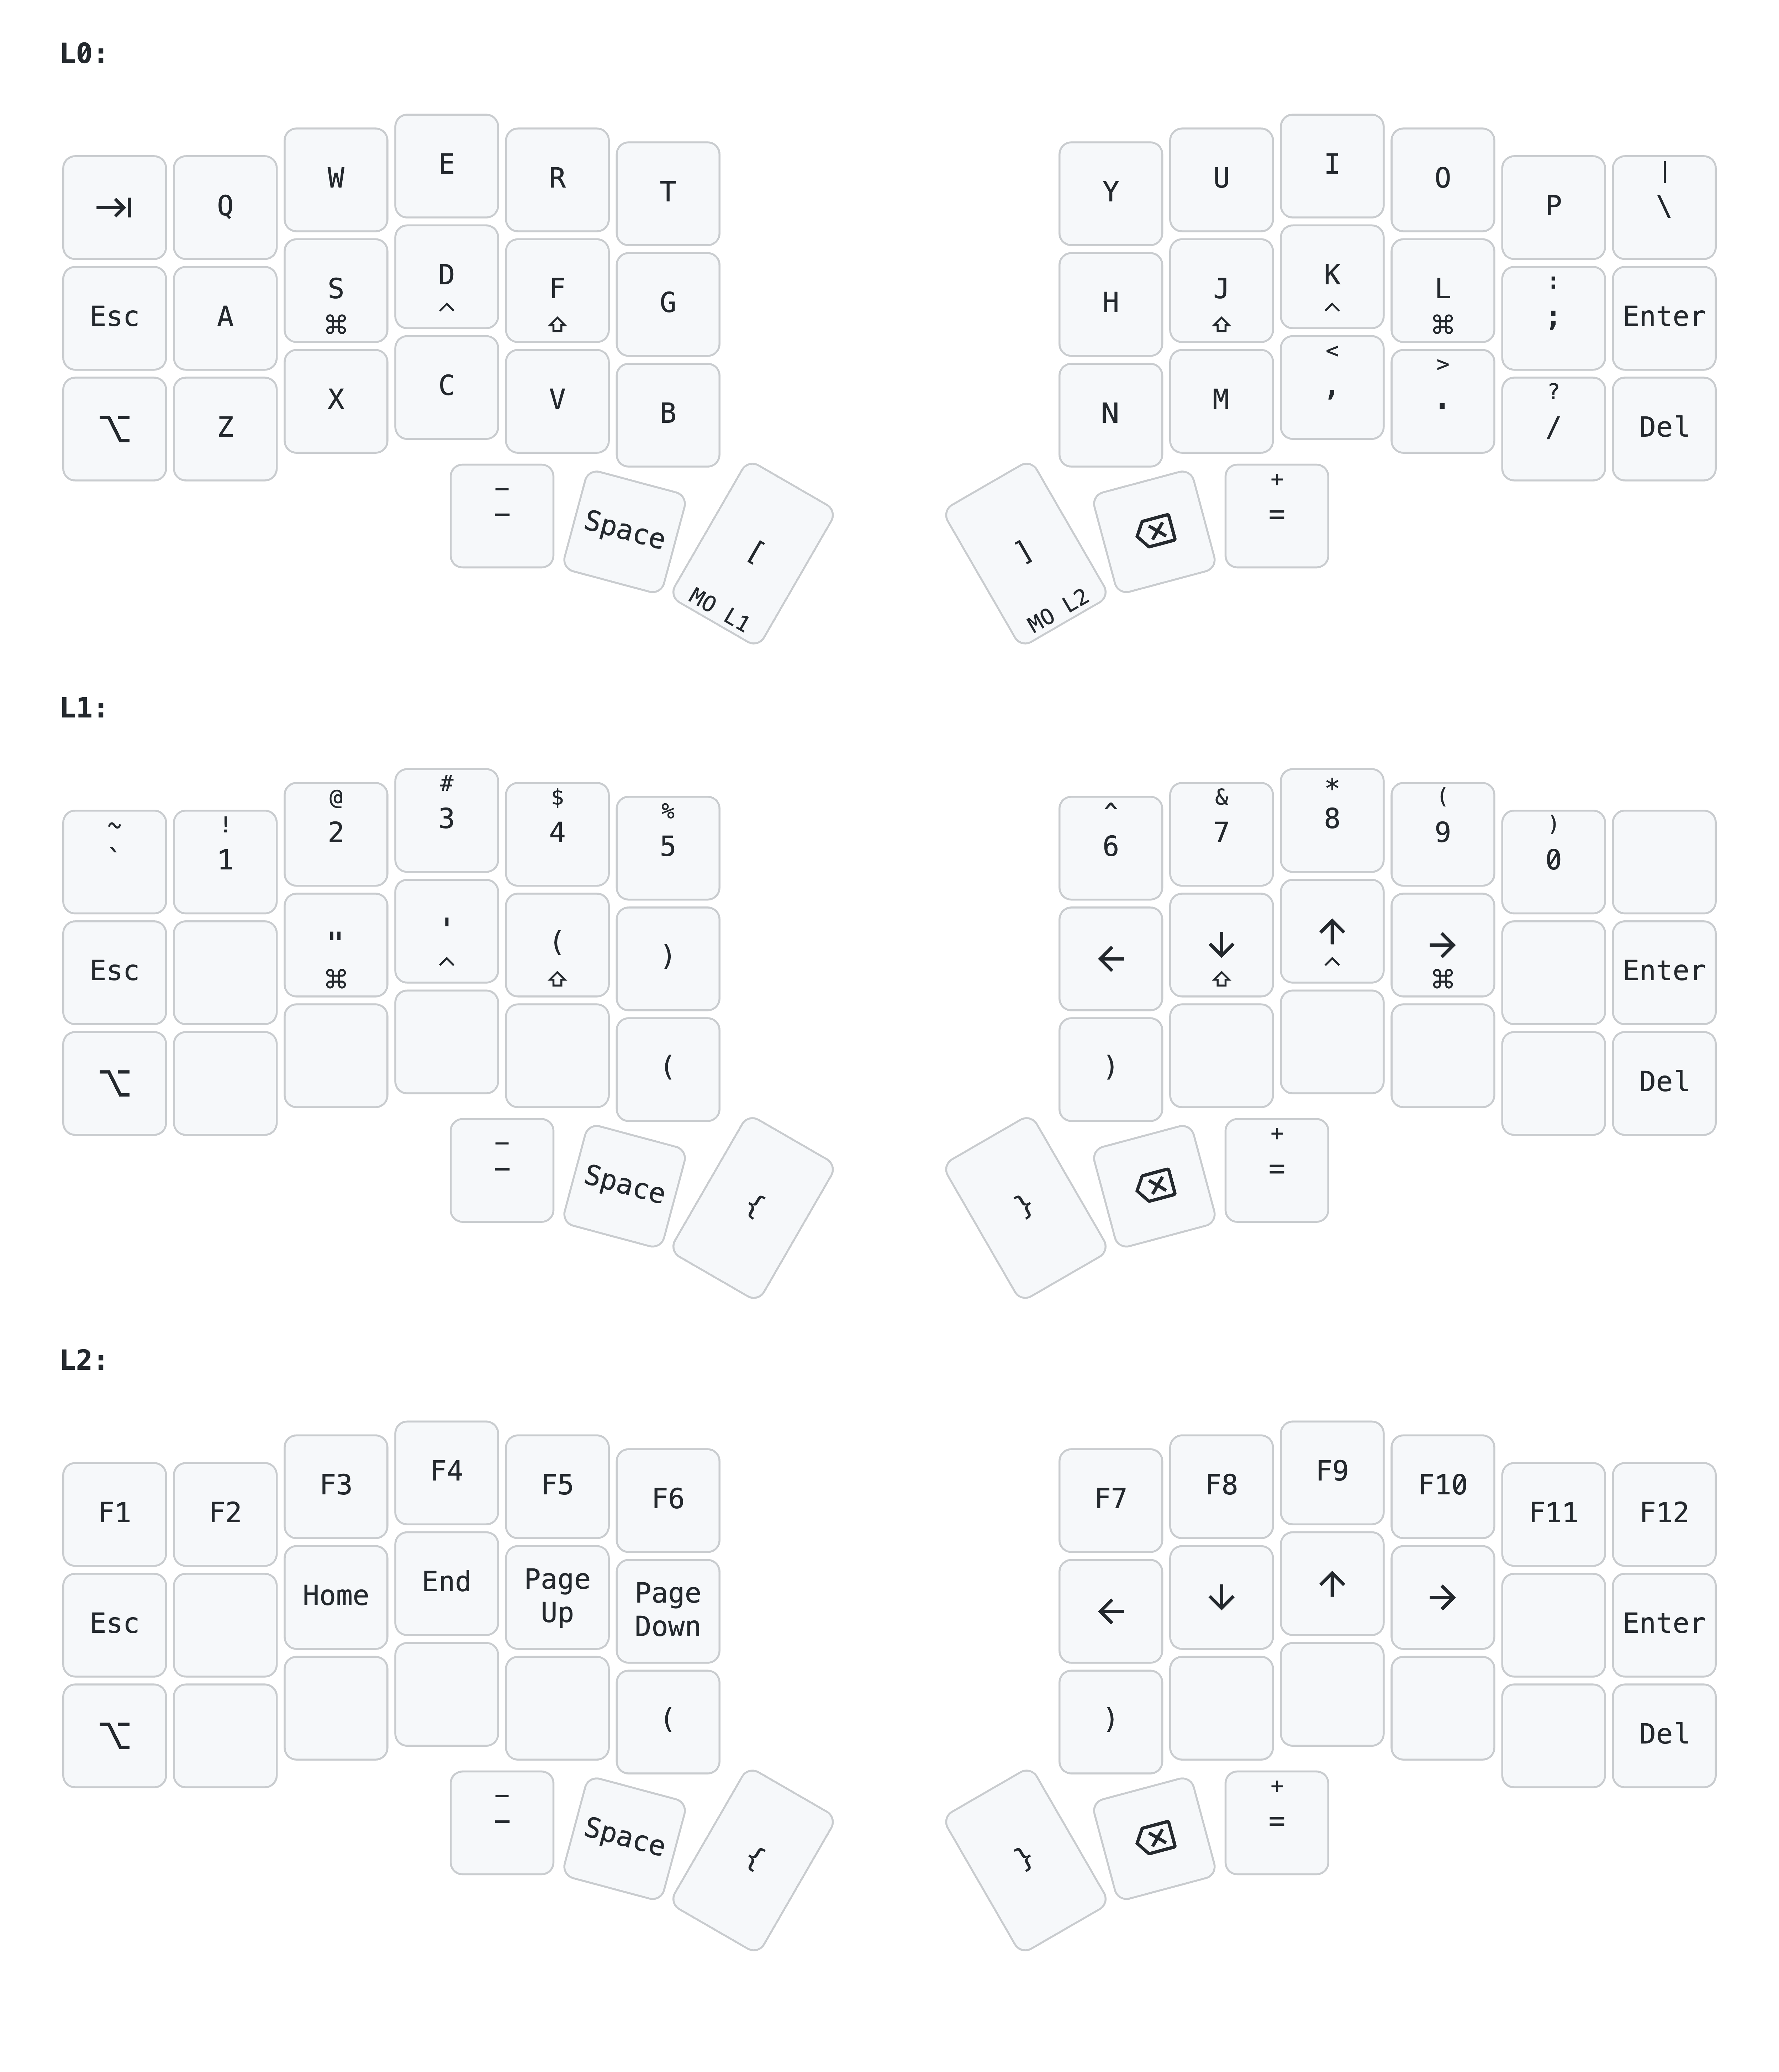 L0:
⇥ Q W E R T Y U I O P | \
Esc A S ⌘ D ^ F ⇧ G H J ⇧ K ^ L ⌘ : ; Enter
⌥ Z X C V B N M < , > . ? / Del
_ - Space [ MO L1 ] MO L2 ⌫ + =
L1:
~ ` ! 1 @ 2 # 3 $ 4 % 5 ^ 6 & 7 * 8 ( 9 ) 0
Esc " ⌘ ' ^ ( ⇧ ) ← ↓ ⇧ ↑ ^ → ⌘ Enter
⌥ ( ) Del
_ - Space { } ⌫ + =
L2:
F1 F2 F3 F4 F5 F6 F7 F8 F9 F10 F11 F12
Esc Home End Page Up Page Down ← ↓ ↑ → Enter
⌥ ( ) Del
_ - Space { } ⌫ + =